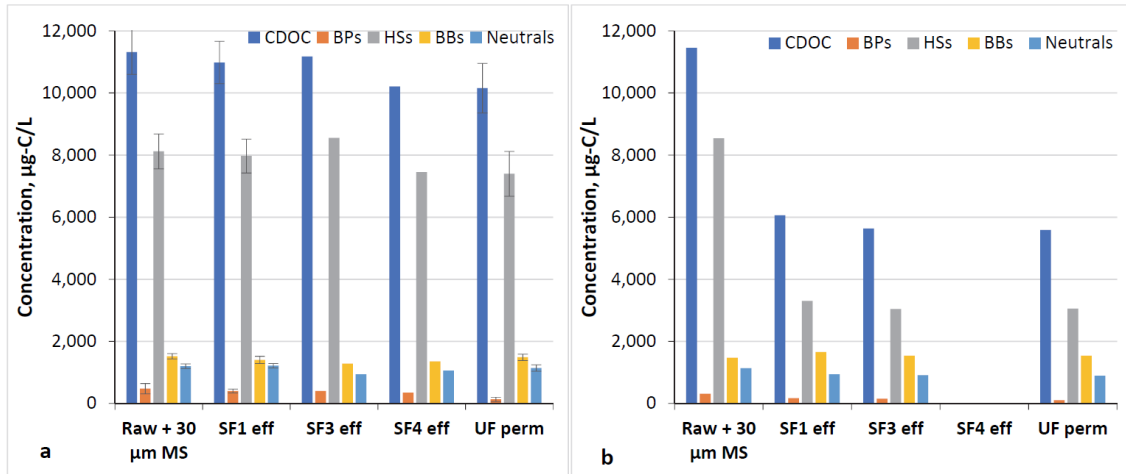 12,000
10,000
8,000
6,000
4,000
2,000
0
Concentration, µg-C/L
CDOC BPs HSs BBs Neutrals
Raw + 30 µm MS
SF1 eff
SF3 eff
SF4 eff
UF perm
a
12,000
10,000
8,000
6,000
4,000
2,000
0
Concentration, µg-C/L
CDOC BPs HSs BBs Neutrals
Raw + 30 µm MS
SF1 eff
SF3 eff
SF4 eff
UF perm
b